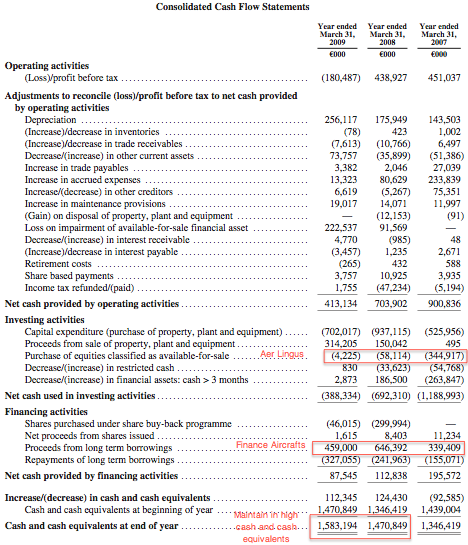 Consolidated Cash Flow Statements
Year ended March 31, 2009 Year ended March 31, 2008 Year ended March 31, 2007
€000 €000 €000
Operating activities
(Loss)/profit before tax (180,487) 438,927 451,037
Adjustments to reconcile (loss)/profit before tax to net cash provided
by operating activities
Depreciation 256,117 175,949 143,503
(Increase)/decrease in inventories (78) 423 1,002
(Increase)/decrease in trade receivables (7,613) (10,766) 6,497
Decrease/(increase) in other current assets 73,757 (35,899) (51,386)
Increase in trade payables 3,382 2,046 27,039
Increase in accrued expenses 13,323 80,629 233,839
Increase/(decrease) in other creditors 6,619 (5,267) 75,351
Increase in maintenance provisions 19,017 14,071 11,997
(Gain) on disposal of property, plant and equipment — (12,153) (91)
Loss on impairment of available-for-sale financial asset 222,537 91,569 —
Decrease/(increase) in interest receivable 4,770 (985) 48
(Increase)/decrease in interest payable (3,457) 1,235 2,671
Retirement costs (265) 432 588
Share based payments 3,757 10,925 3,935
Income tax refunded/(paid) 1,755 (47,234) (5,194)
Net cash provided by operating activities 413,134 703,902 900,836
Investing activities
Capital expenditure (purchase of property, plant and equipment) (702,017) (937,115) (525,956)
Proceeds from sale of property, plant and equipment 314,205 150,042 495
Purchase of equities classified as available-for-sale Aer Lingus (4,225) (58,114) (344,917)
Decrease/(increase) in restricted cash 830 (33,623) (54,768)
Decrease/(increase) in financial assets: cash > 3 months 2,873 186,500 (263,847)
Net cash used in investing activities (388,334) (692,310) (1,188,993)
Financing activities
Shares purchased under share buy-back programme (46,015) (299,994) —
Net proceeds from shares issued 1,615 8,403 11,234
Proceeds from long term borrowings Finance Aircrafts 459,000 646,392 339,409
Repayments of long term borrowings (327,055) (241,963) (155,071)
Net cash provided by financing activities 87,545 112,838 195,572
Increase/(decrease) in cash and cash equivalents 112,345 124,430 (92,585)
Cash and cash equivalents at beginning of year 1,470,849 1,346,419 1,439,004
Maintain in high
Cash and cash equivalents at end of year cash and cash 1,583,194 1,470,849 1,346,419
equivalents